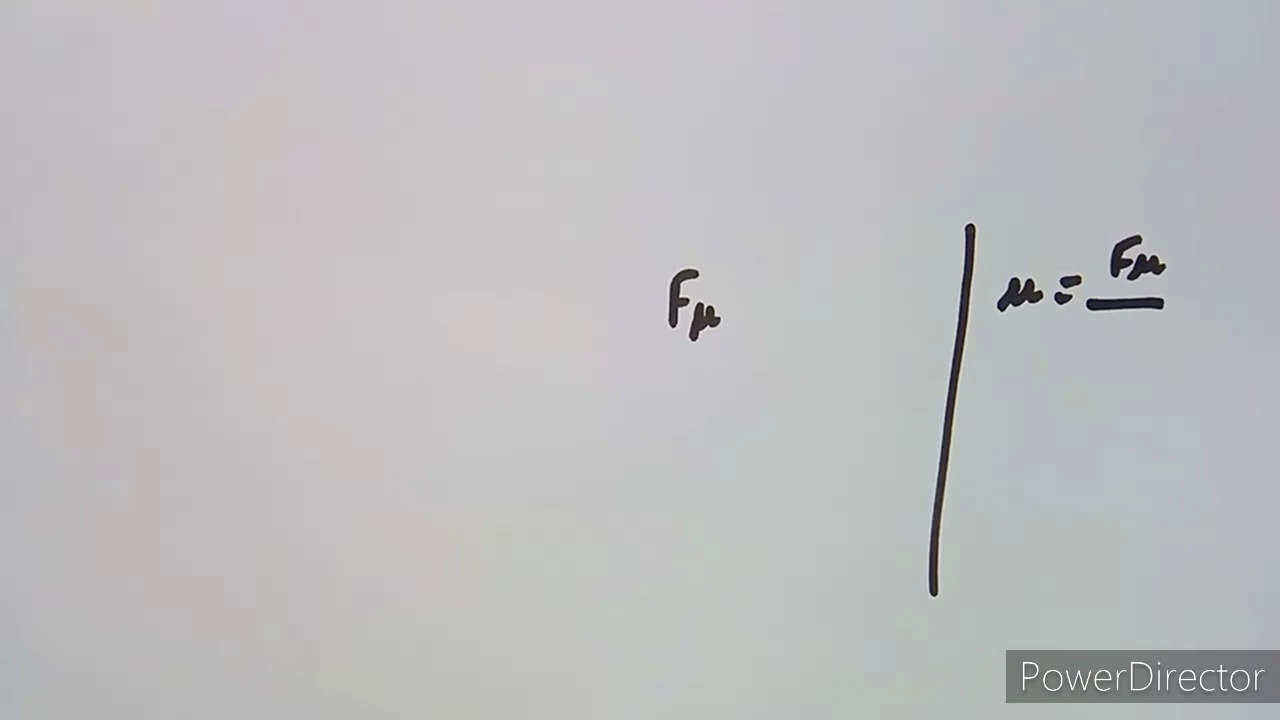 Fμ
μ = Fμ
PowerDirector